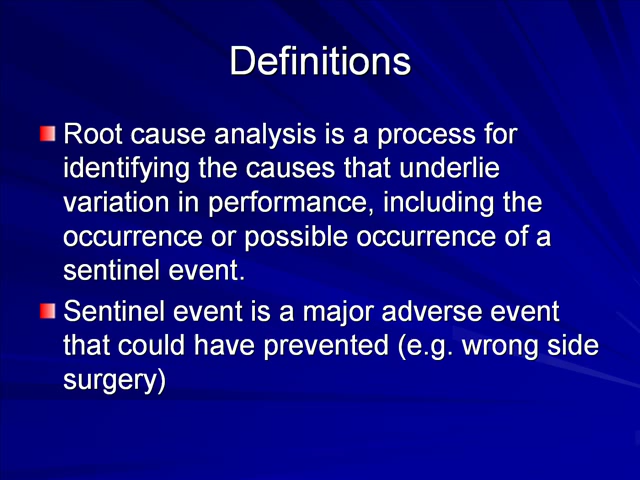 Definitions
Root cause analysis is a process for
identifying the causes that underlie
variation in performance, including the
occurrence or possible occurrence of a
sentinel event.
Sentinel event is a major adverse event
that could have prevented (e.g. wrong side
surgery)